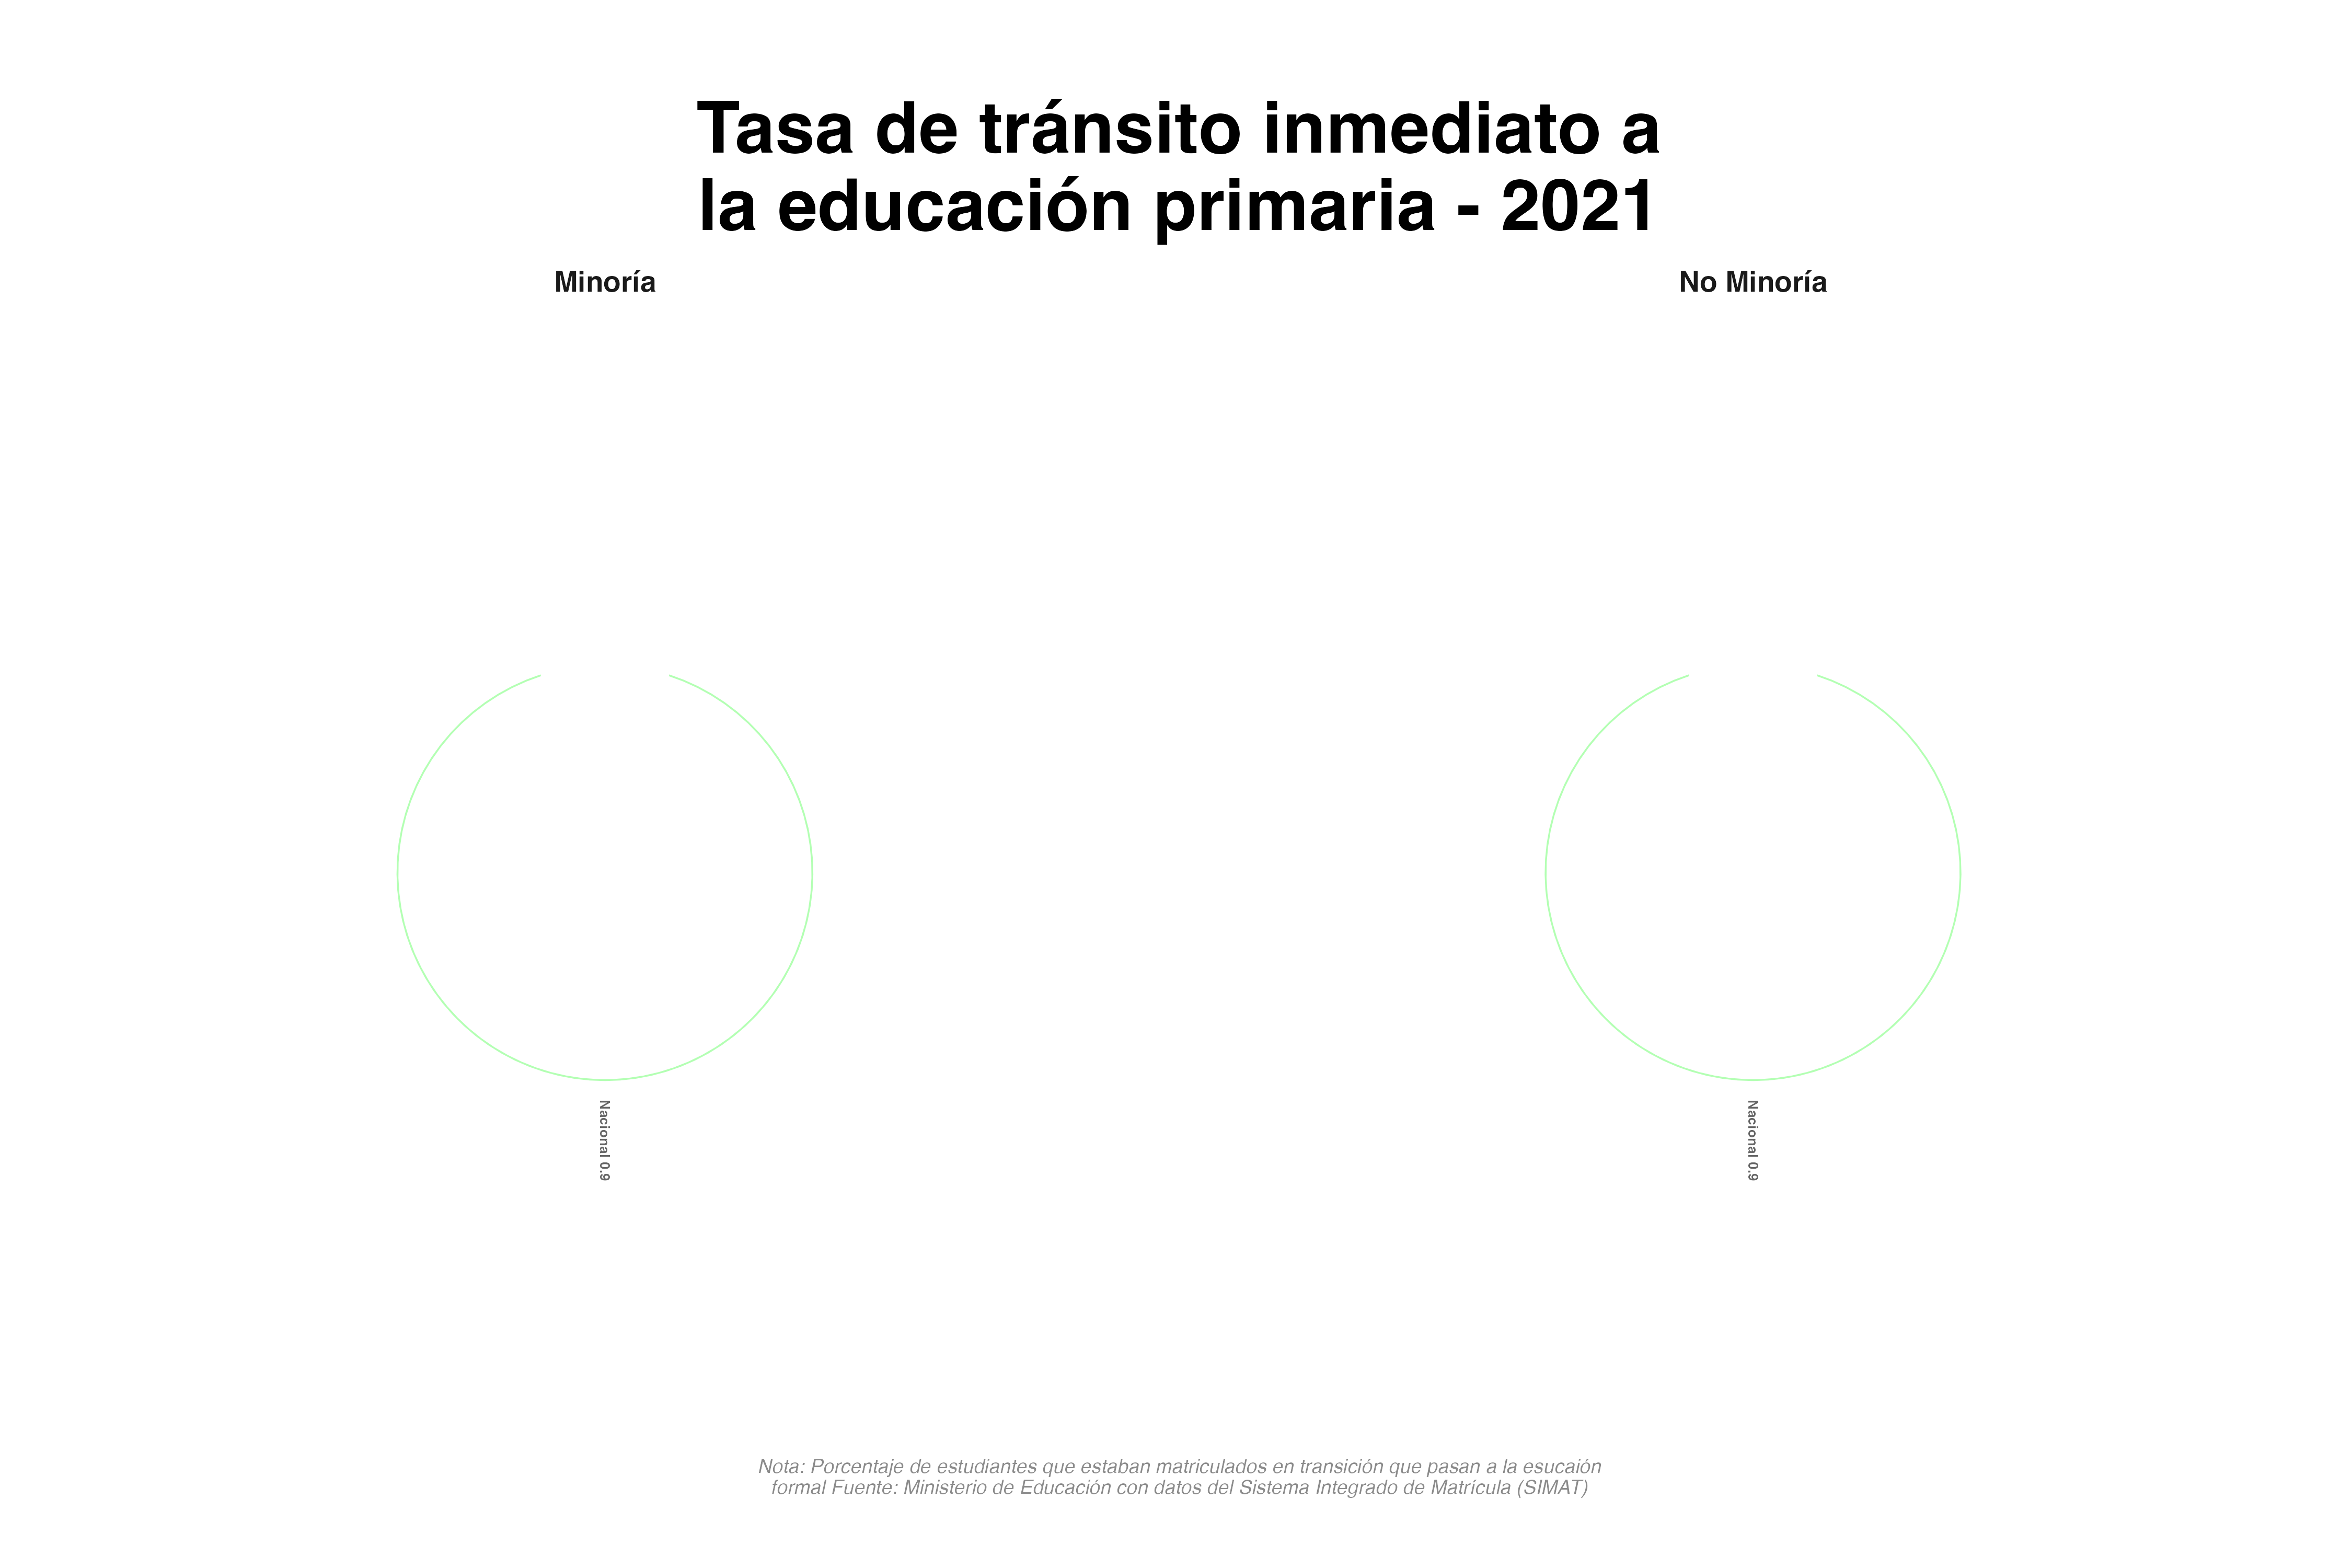 Tasa de tránsito inmediato a
la educación primaria - 2021
Minoría
No Minoría
Nacional 0.9
Nacional 0.9
Nota: Porcentaje de estudiantes que estaban matriculados en transición que pasan a la esucaión
formal Fuente: Ministerio de Educación con datos del Sistema Integrado de Matrícula (SIMAT)